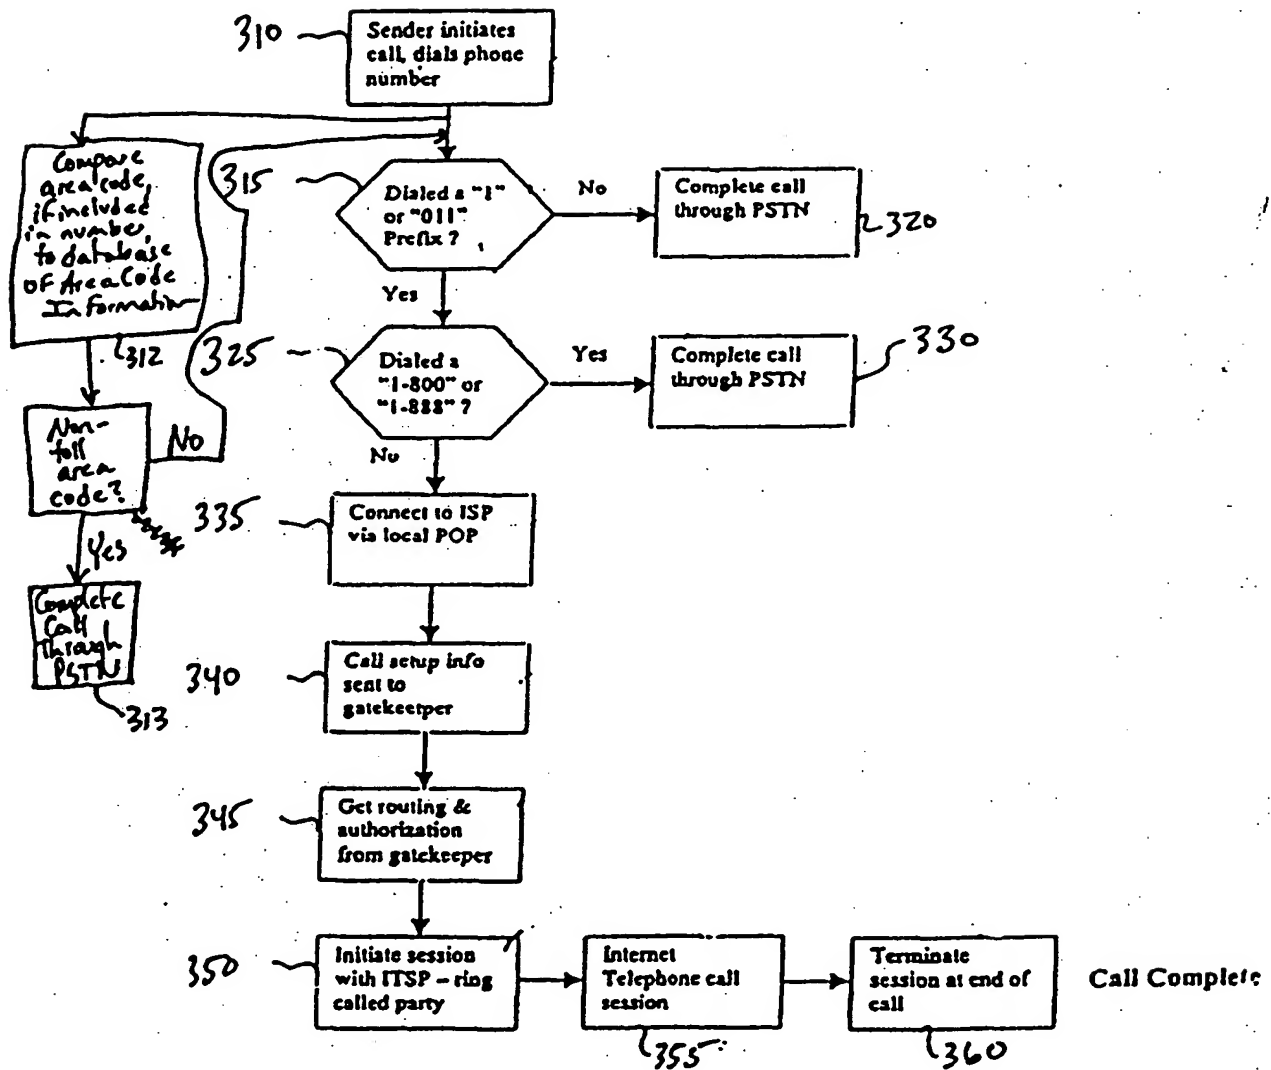 310
Sender initiates
call, dials phone
number
Compare
area code,
if included
in number,
to database
of Area Code
Information
312
315
Dialed a "1"
or "011"
Prefix ?
No
Complete call
through PSTN
320
Yes
325
Dialed a
"1-800" or
"1-888" ?
Yes
Complete call
through PSTN
330
No
Non-
toll
area
code?
No
Yes
Complete
Call
Through
PSTN
313
335
Connect to ISP
via local POP
340
Call setup info
sent to
gatekeeper
345
Get routing &
authorization
from gatekeeper
350
Initiate session
with ITSP – ring
called party
Internet
Telephone call
session
355
Terminate
session at end of
call
360
Call Complete